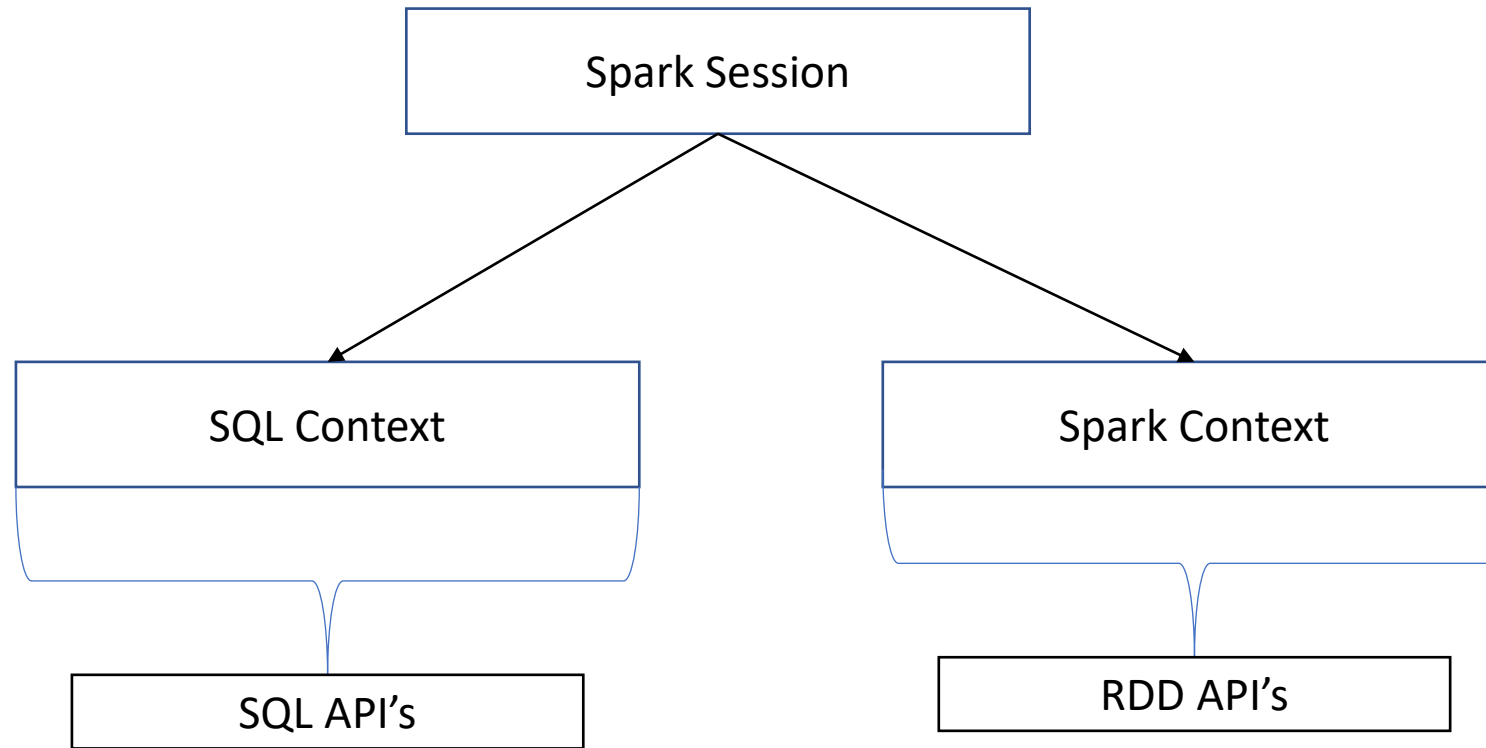 Spark Session
SQL Context
Spark Context
SQL API’s
RDD API’s